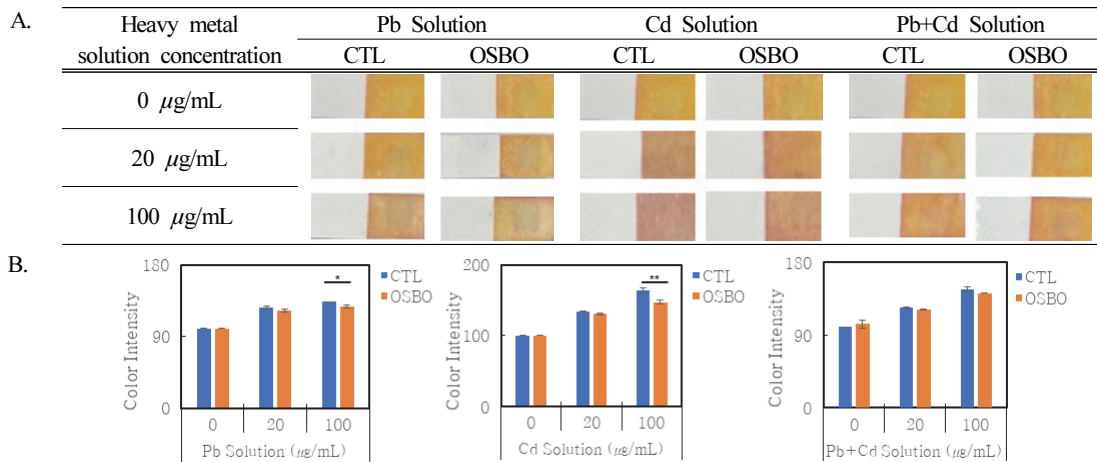 A.
Heavy metal
solution concentration
Pb Solution
Cd Solution
Pb+Cd Solution
CTL
OSBO
CTL
OSBO
CTL
OSBO
0 μg/mL
20 μg/mL
100 μg/mL
B.
180
90
0
Color Intensity
*
CTL
OSBO
0
20
100
Pb Solution (μg/mL)
200
100
0
Color Intensity
**
CTL
OSBO
0
20
100
Cd Solution (μg/mL)
180
90
0
Color Intensity
CTL
OSBO
0
20
100
Pb+Cd Solution (μg/mL)